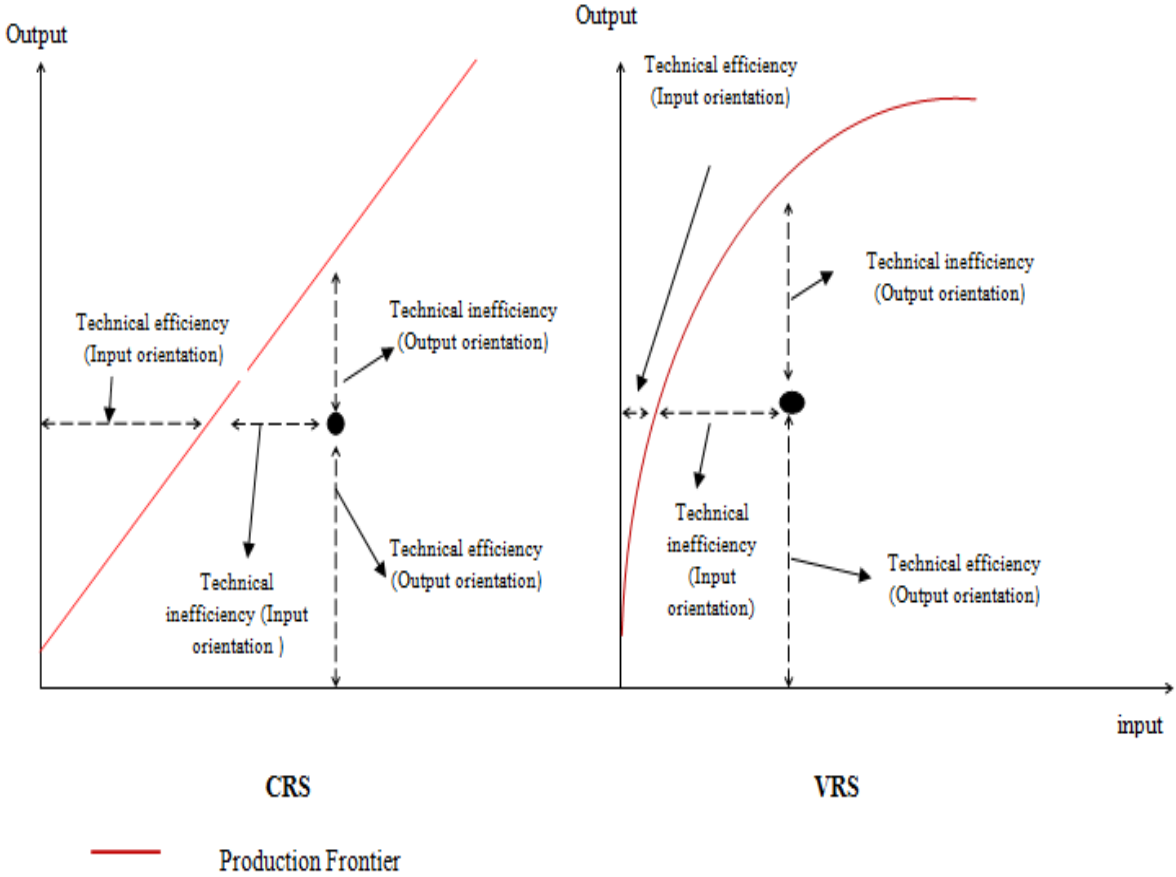 Output
Technical efficiency
(Input orientation)
Technical inefficiency
(Output orientation)
Technical
inefficiency (Input
orientation )
Technical efficiency
(Output orientation)
CRS
Output
Technical efficiency
(Input orientation)
Technical inefficiency
(Output orientation)
Technical
inefficiency
(Input
orientation)
Technical efficiency
(Output orientation)
input
VRS
Production Frontier